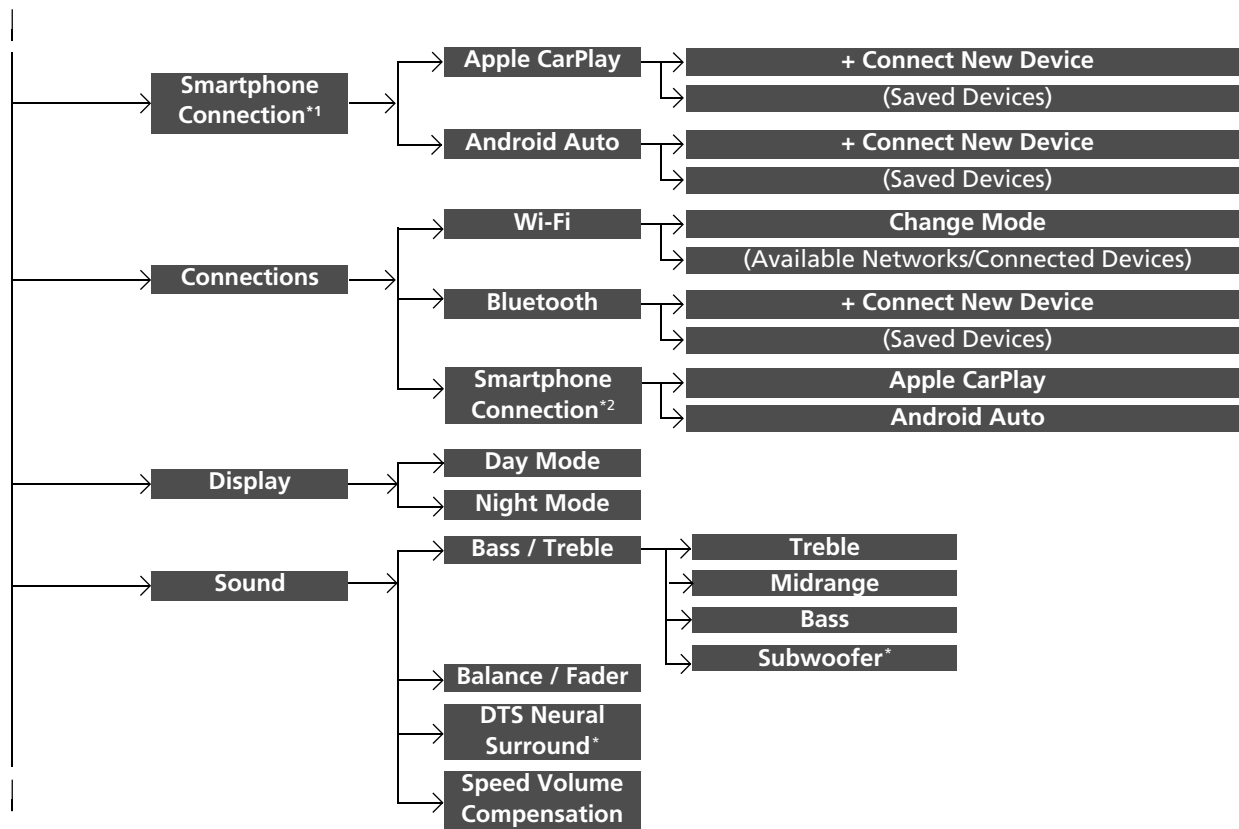 Smartphone
Connection*1
Apple CarPlay
+ Connect New Device
(Saved Devices)
Android Auto
+ Connect New Device
(Saved Devices)
Connections
Wi-Fi
Change Mode
(Available Networks/Connected Devices)
Bluetooth
+ Connect New Device
(Saved Devices)
Smartphone
Connection*2
Apple CarPlay
Android Auto
Display
Day Mode
Night Mode
Sound
Bass / Treble
Treble
Midrange
Bass
Subwoofer*
Balance / Fader
DTS Neural
Surround*
Speed Volume
Compensation